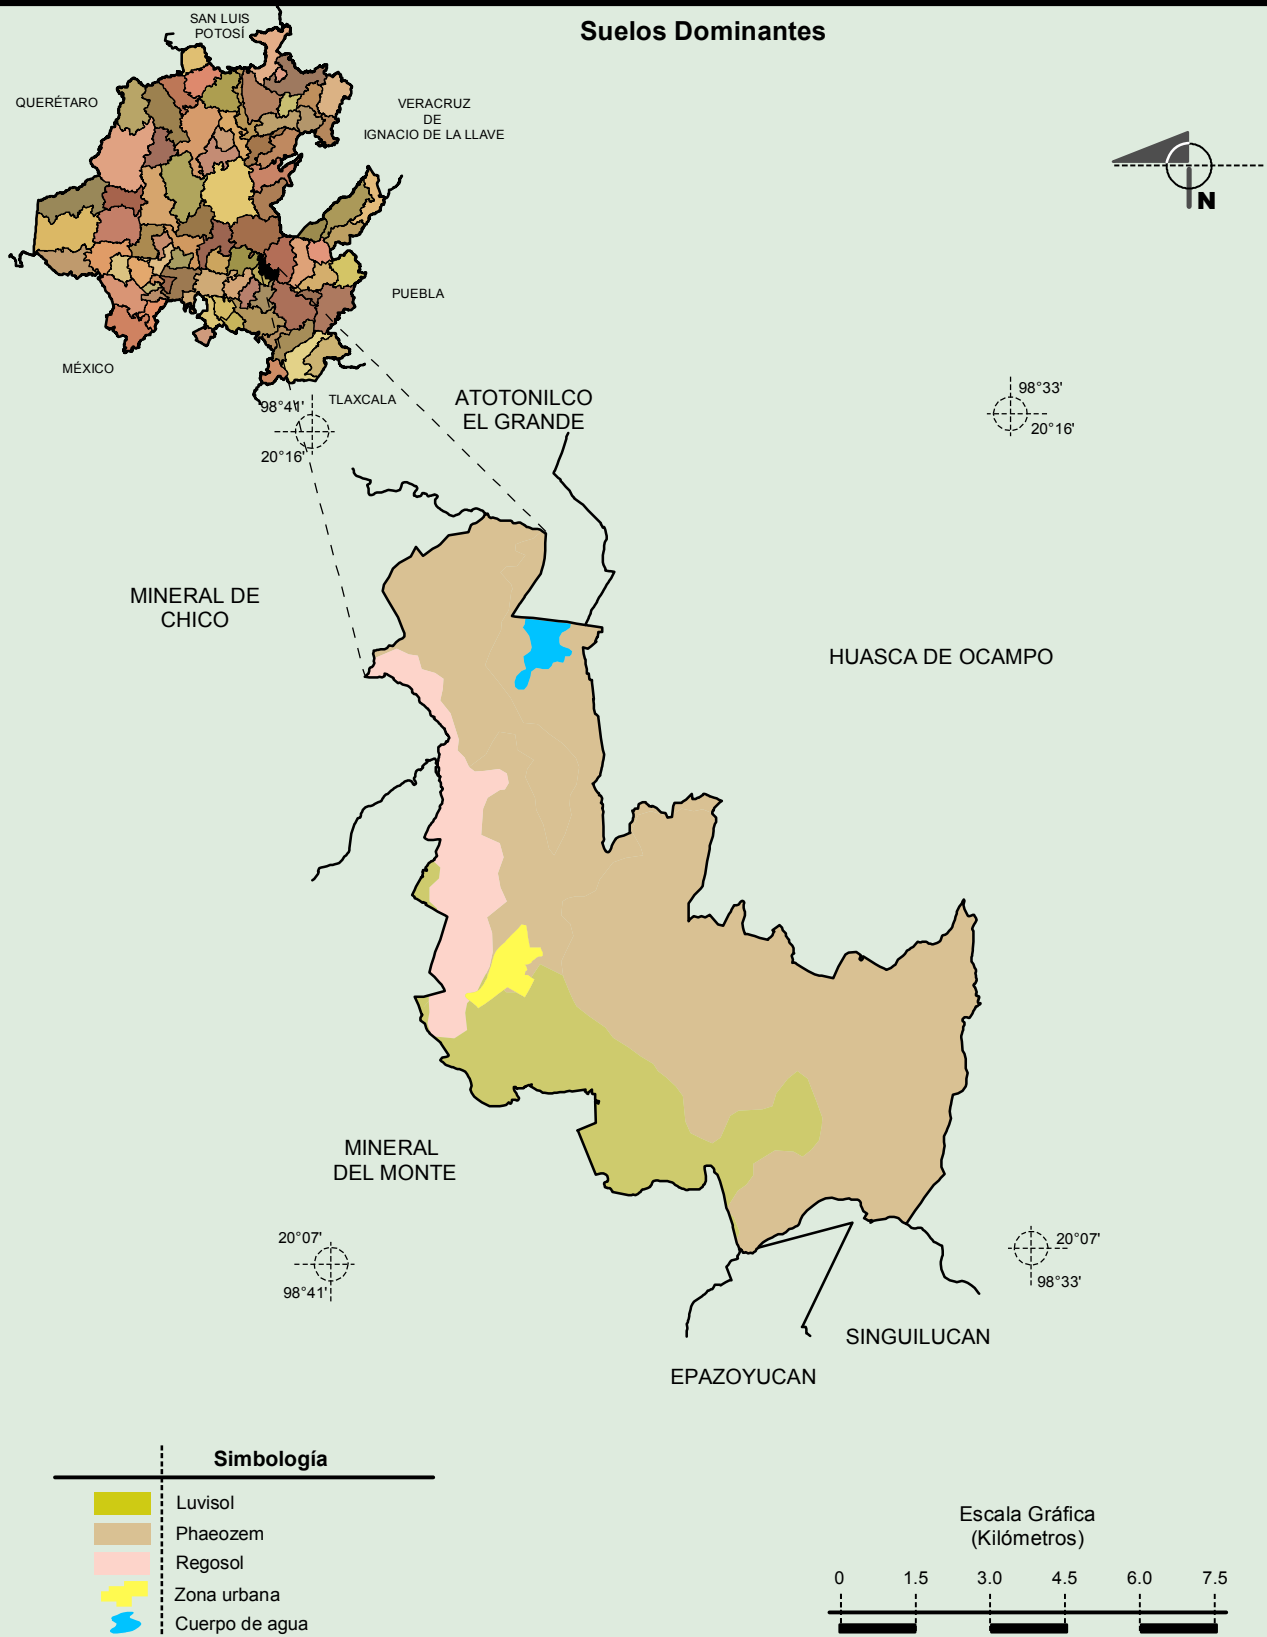 Suelos Dominantes
SAN LUIS
POTOSÍ
QUERÉTARO
VERACRUZ
DE
IGNACIO DE LA LLAVE
N
PUEBLA
MÉXICO
TLAXCALA
98°41'
20°16'
ATOTONILCO
EL GRANDE
98°33'
20°16'
MINERAL DE
CHICO
HUASCA DE OCAMPO
MINERAL
DEL MONTE
20°07'
98°41'
20°07'
98°33'
SINGUILUCAN
EPAZOYUCAN
Simbología
Luvisol
Phaeozem
Regosol
Zona urbana
Cuerpo de agua
Escala Gráfica
(Kilómetros)
0 1.5 3.0 4.5 6.0 7.5